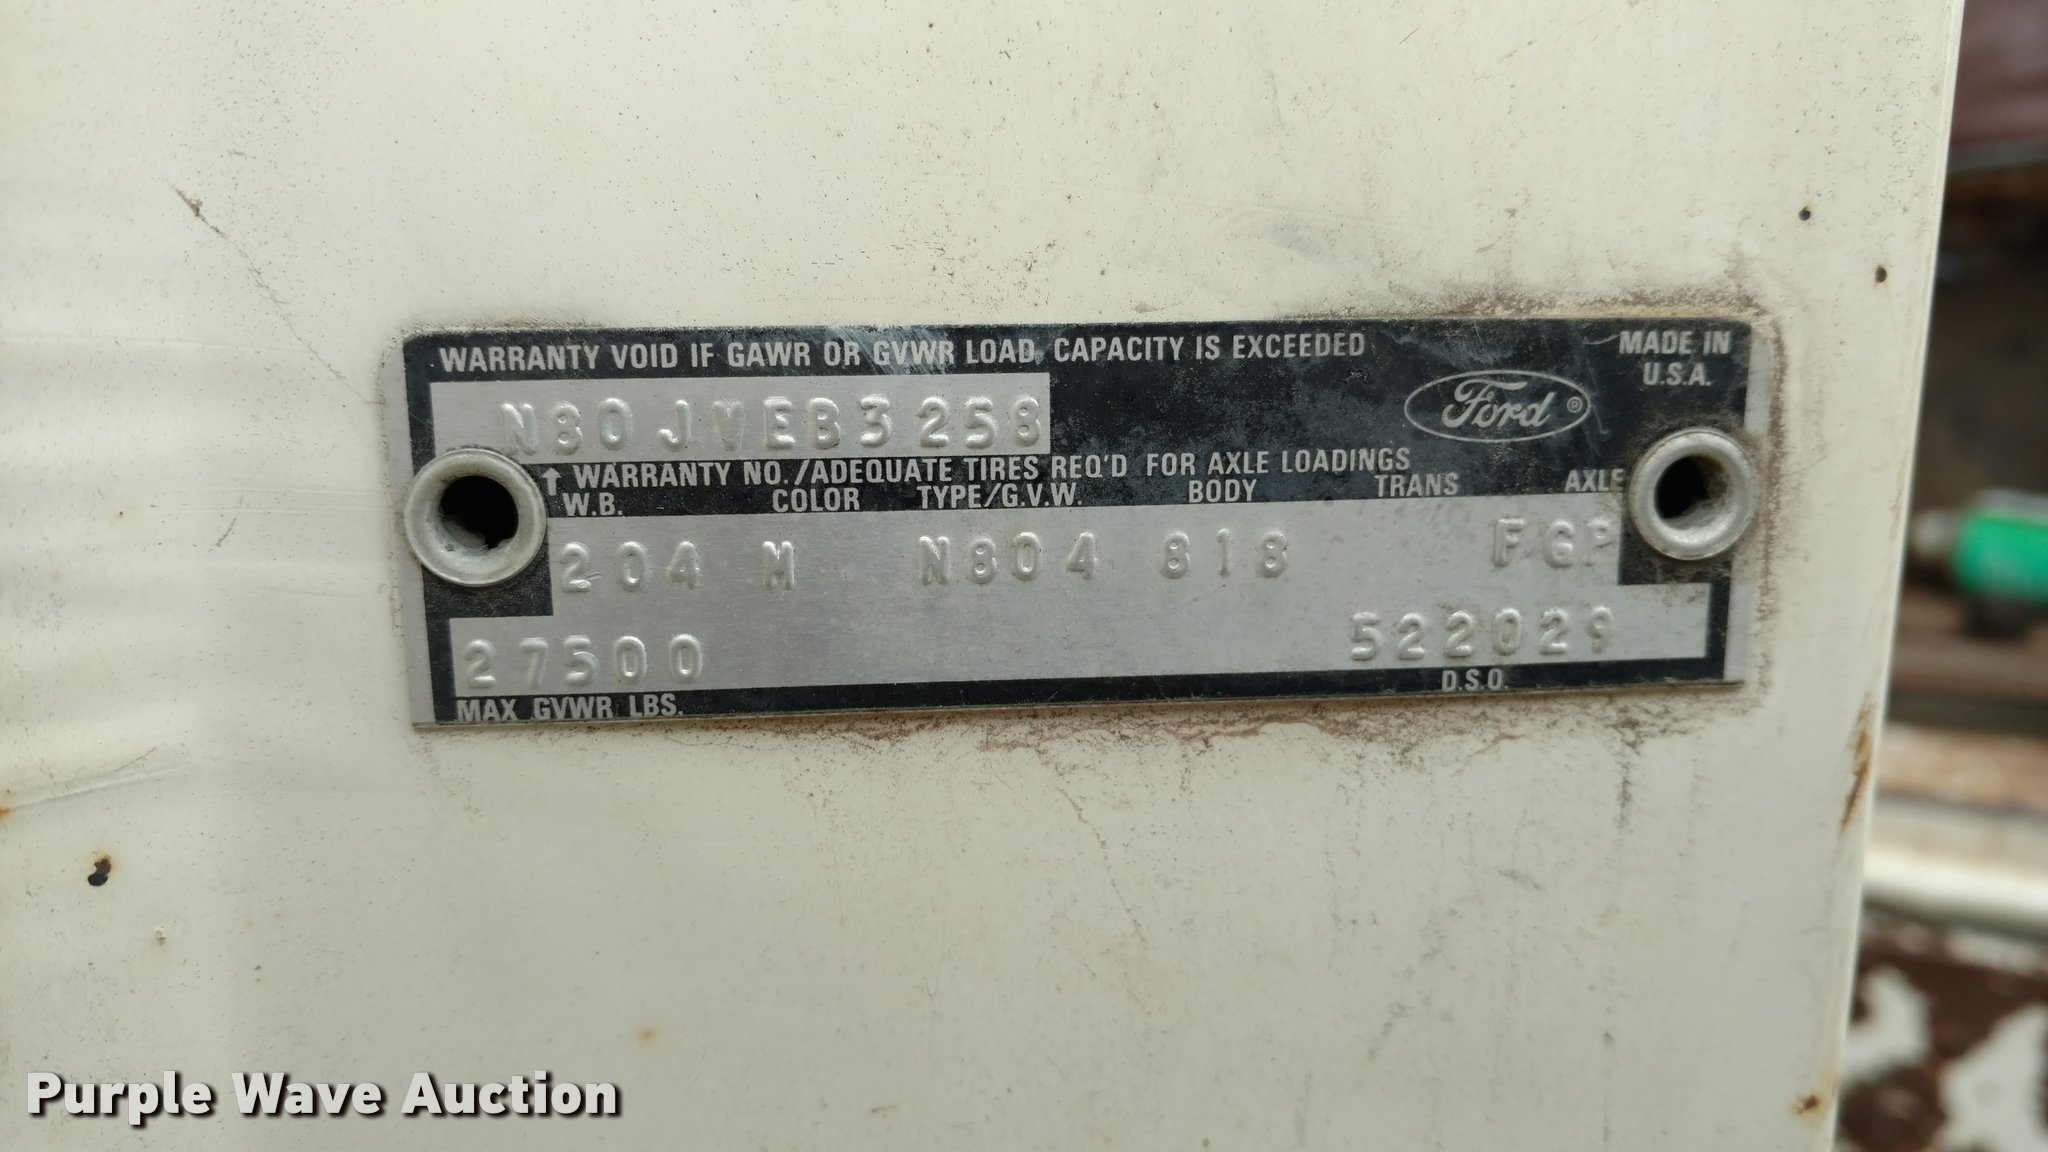 WARRANTY VOID IF GAWR OR GVWR LOAD CAPACITY IS EXCEEDED
MADE IN
U.S.A.
N80 JVEB3258
Ford ®
↑ WARRANTY NO./ADEQUATE TIRES REQ'D FOR AXLE LOADINGS
W.B. COLOR TYPE/G.V.W. BODY TRANS AXLE
204 M N804 818 FGP
27500 522029
MAX GVWR LBS. D.S.O.
Purple Wave Auction